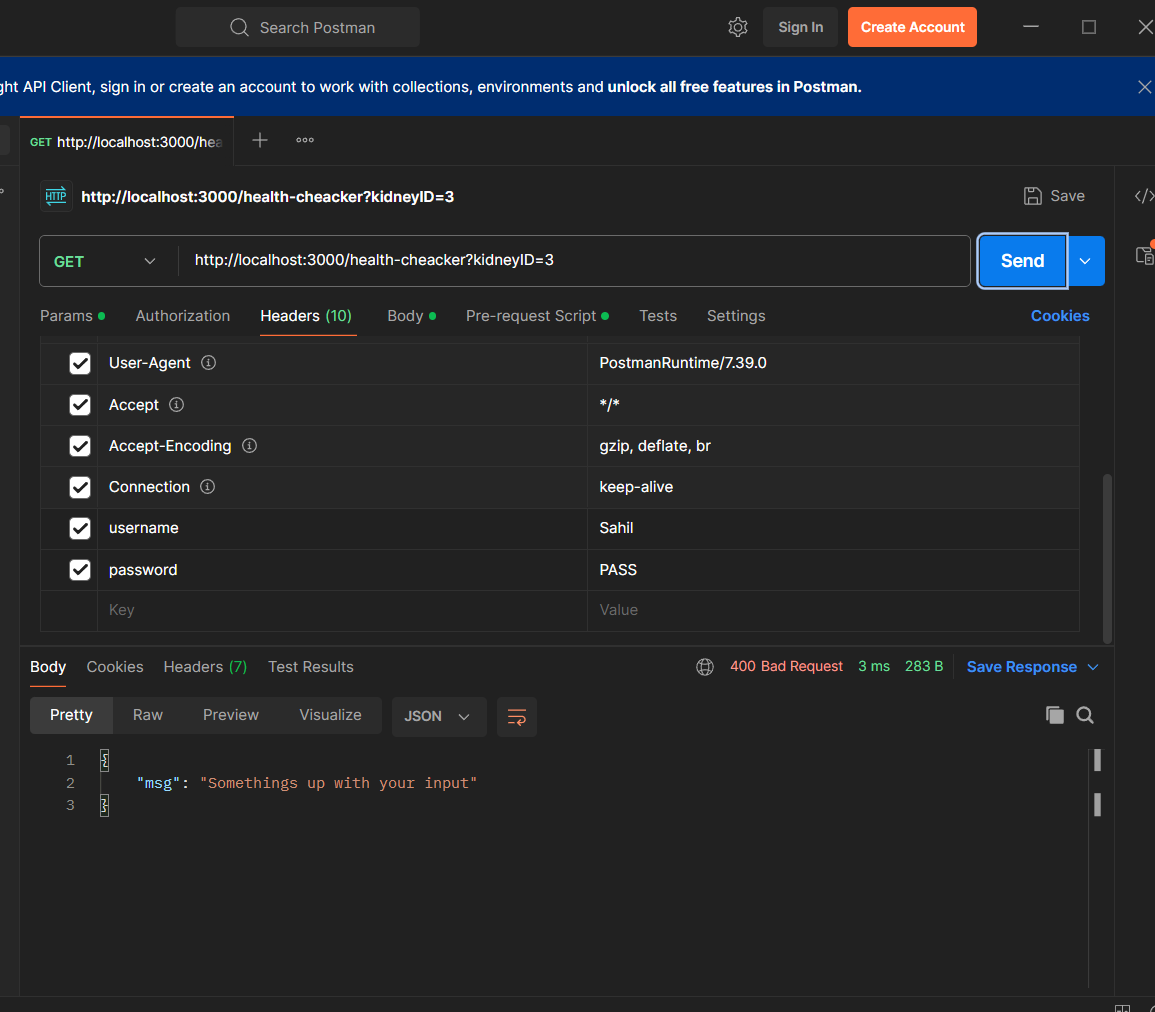 Search Postman
Sign In
Create Account
ght API Client, sign in or create an account to work with collections, environments and unlock all free features in Postman.
GET http://localhost:3000/hea
HTTP http://localhost:3000/health-cheacker?kidneyID=3
Save
GET http://localhost:3000/health-cheacker?kidneyID=3
Send
Params Authorization Headers (10) Body Pre-request Script Tests Settings Cookies
User-Agent PostmanRuntime/7.39.0
Accept */*
Accept-Encoding gzip, deflate, br
Connection keep-alive
username Sahil
password PASS
Key Value
Body Cookies Headers (7) Test Results 400 Bad Request 3 ms 283 B Save Response
Pretty Raw Preview Visualize JSON
1 {
2 "msg": "Somethings up with your input"
3 }